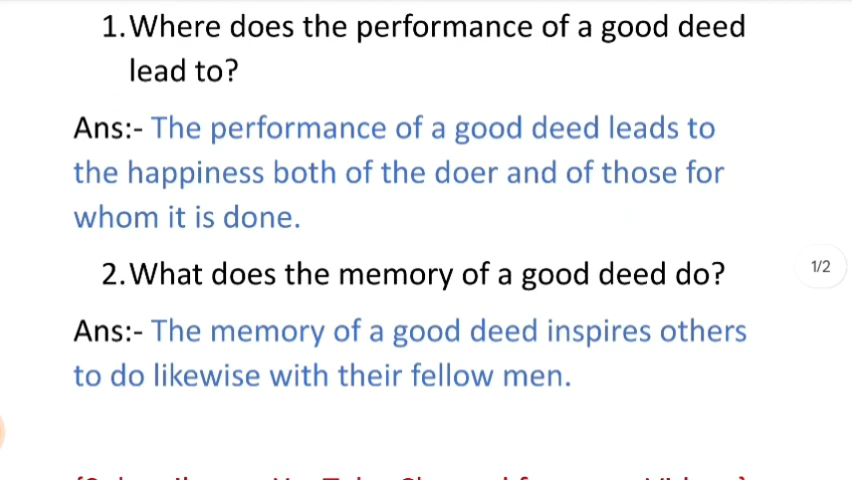 1. Where does the performance of a good deed
lead to?
Ans:- The performance of a good deed leads to
the happiness both of the doer and of those for
whom it is done.
2. What does the memory of a good deed do?
1/2
Ans:- The memory of a good deed inspires others
to do likewise with their fellow men.